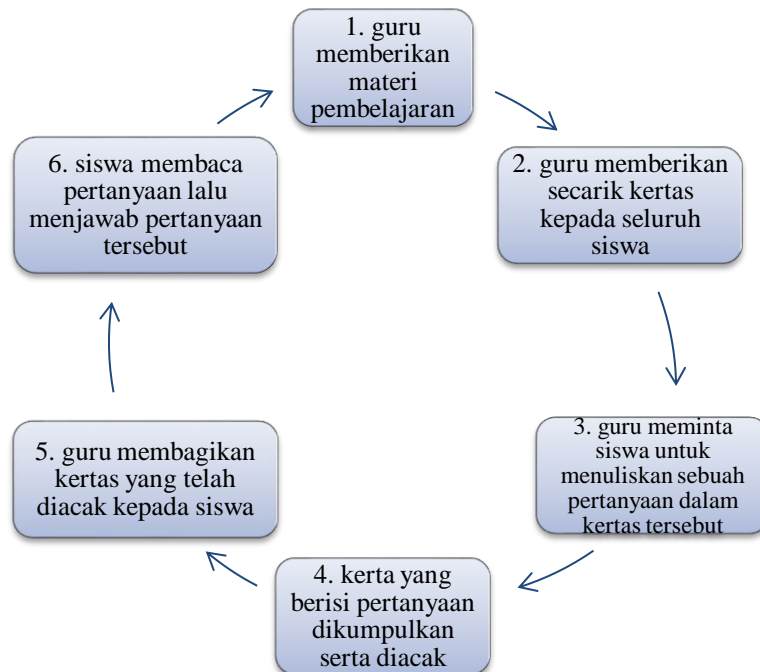 1. guru
memberikan
materi
pembelajaran
2. guru memberikan
secarik kertas
kepada seluruh
siswa
3. guru meminta
siswa untuk
menuliskan sebuah
pertanyaan dalam
kertas tersebut
4. kerta yang
berisi pertanyaan
dikumpulkan
serta diacak
5. guru membagikan
kertas yang telah
diacak kepada siswa
6. siswa membaca
pertanyaan lalu
menjawab pertanyaan
tersebut